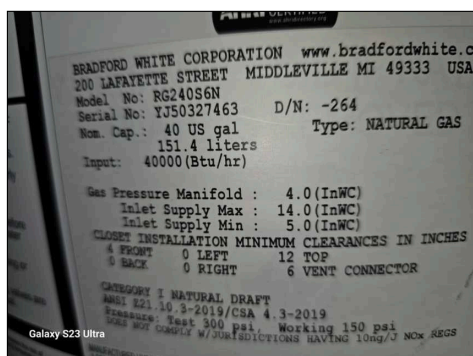 CERTIFIED
www.ahridirectory.org
BRADFORD WHITE CORPORATION www.bradfordwhite.c
200 LAFAYETTE STREET MIDDLEVILLE MI 49333 USA
Model No: RG240S6N
Serial No: YJ50327463 D/N: -264
Nom. Cap.: 40 US gal Type: NATURAL GAS
151.4 liters
Input: 40000(Btu/hr)
Gas Pressure Manifold : 4.0(InWC)
Inlet Supply Max : 14.0(InWC)
Inlet Supply Min : 5.0(InWC)
CLOSET INSTALLATION MINIMUM CLEARANCES IN INCHES
4 FRONT 0 LEFT 12 TOP
0 BACK 0 RIGHT 6 VENT CONNECTOR
CATEGORY I NATURAL DRAFT
ANSI Z21.10.3-2019/CSA 4.3-2019
Pressure: Test 300 psi, Working 150 psi
DOES NOT COMPLY W/JURISDICTIONS HAVING 10ng/J NOx REGS
Galaxy S23 Ultra